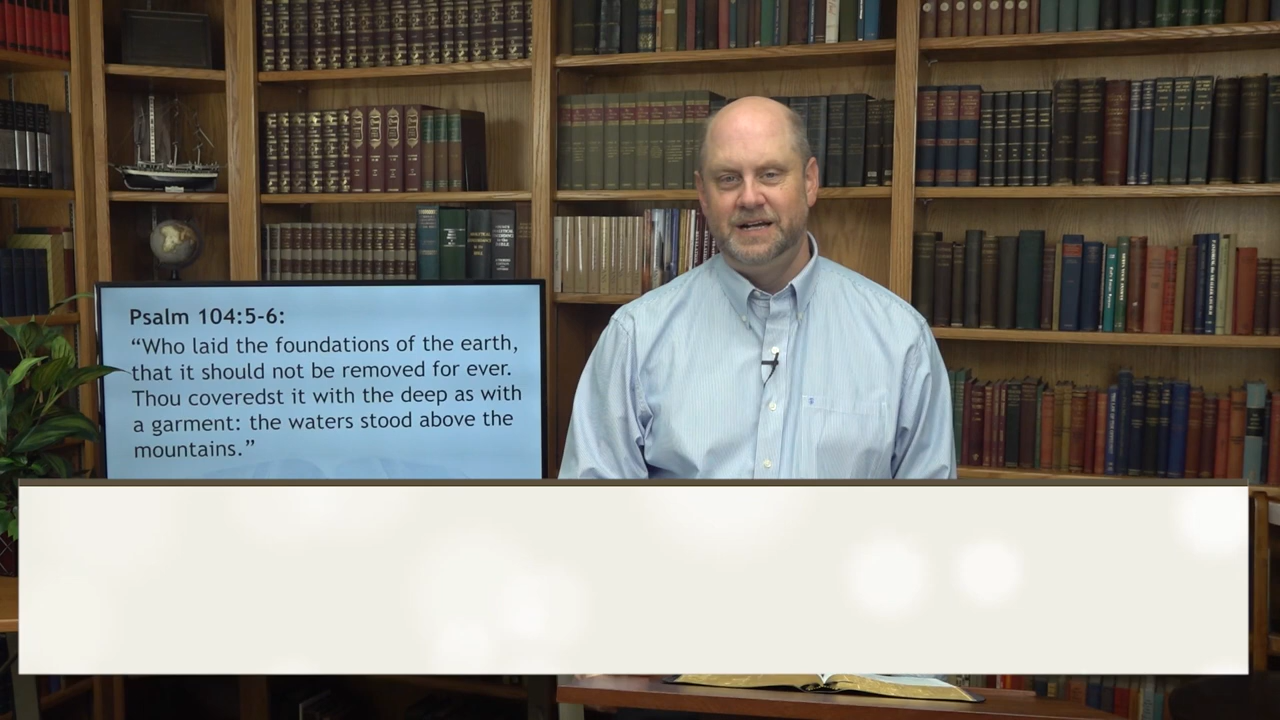 Psalm 104:5-6:
“Who laid the foundations of the earth,
that it should not be removed for ever.
Thou coveredst it with the deep as with
a garment: the waters stood above the
mountains.”